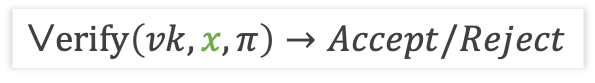 Verify(vk, x, π) → Accept/Reject